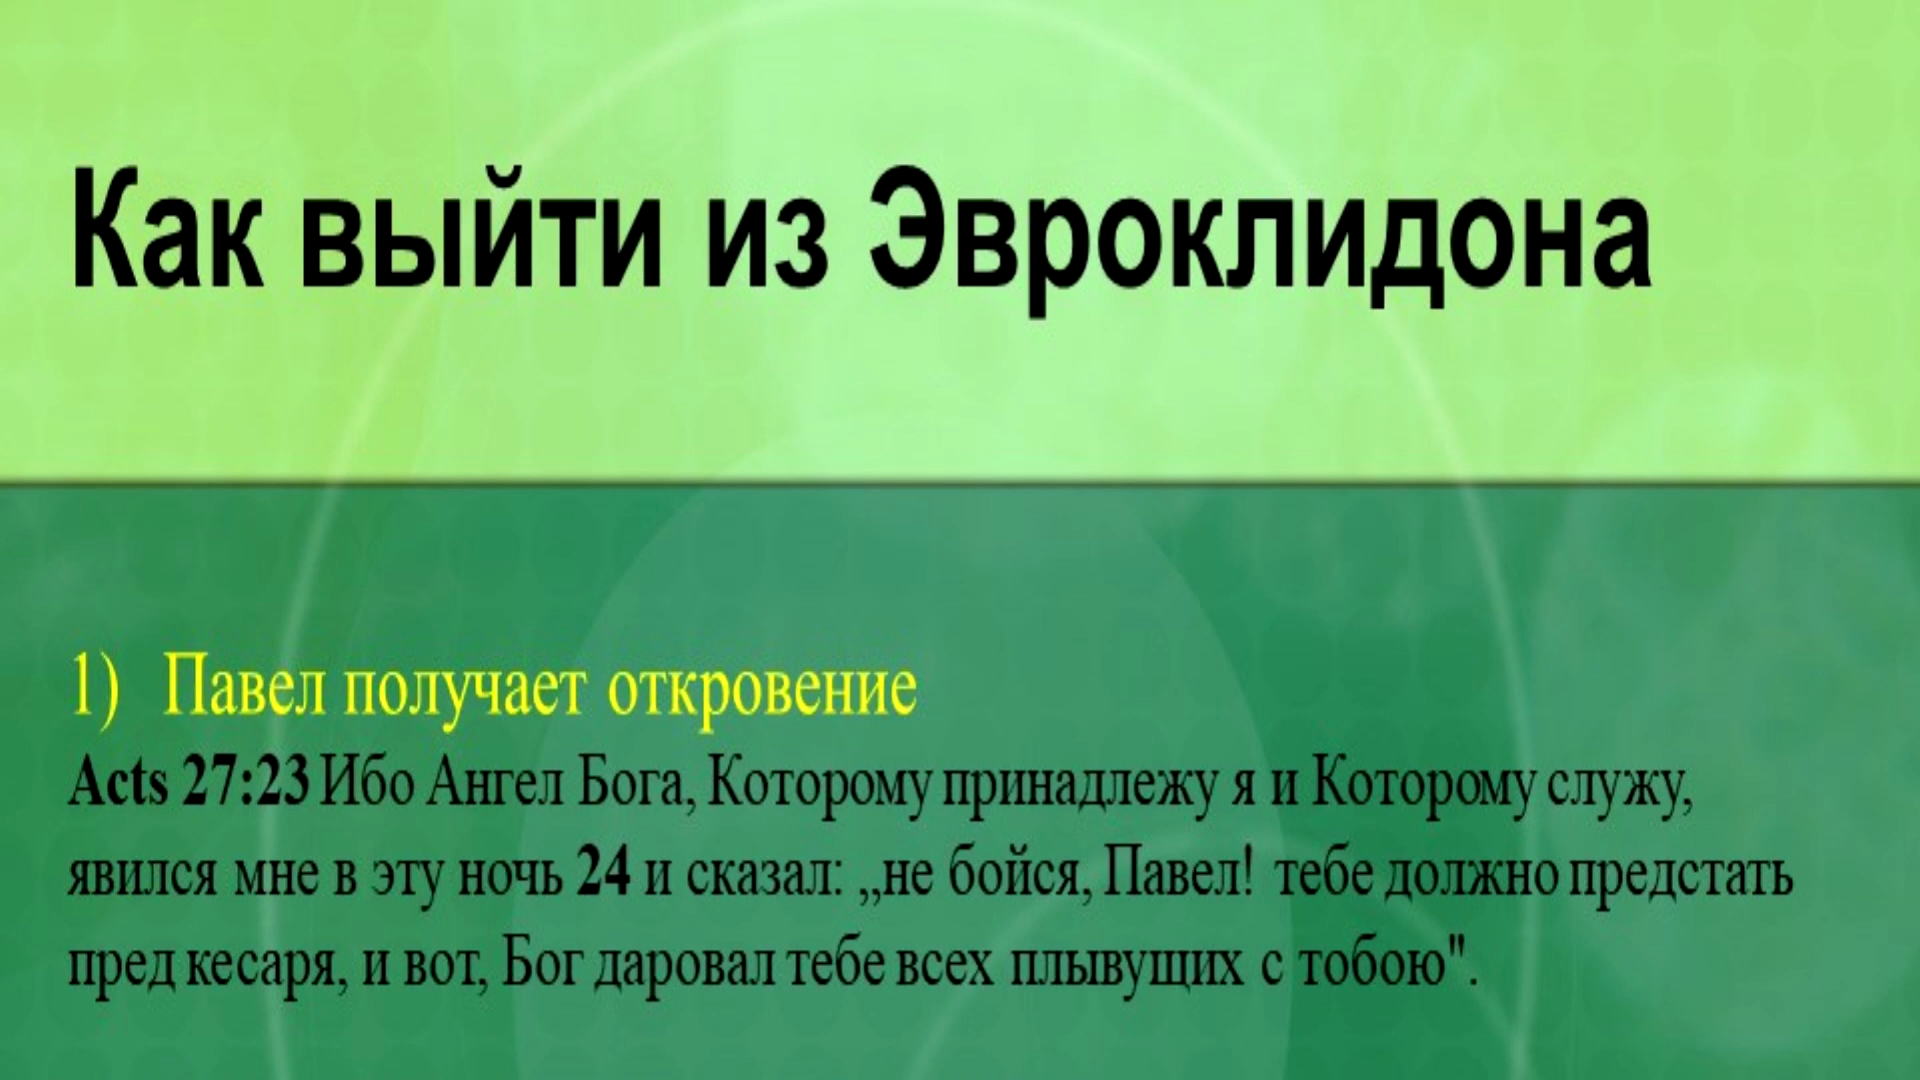 Как выйти из Эвроклидона
1) Павел получает откровение
Acts 27:23 Ибо Ангел Бога, Которому принадлежу я и Которому служу,
явился мне в эту ночь 24 и сказал: „не бойся, Павел! тебе должно предстать
пред кесаря, и вот, Бог даровал тебе всех плывущих с тобою".